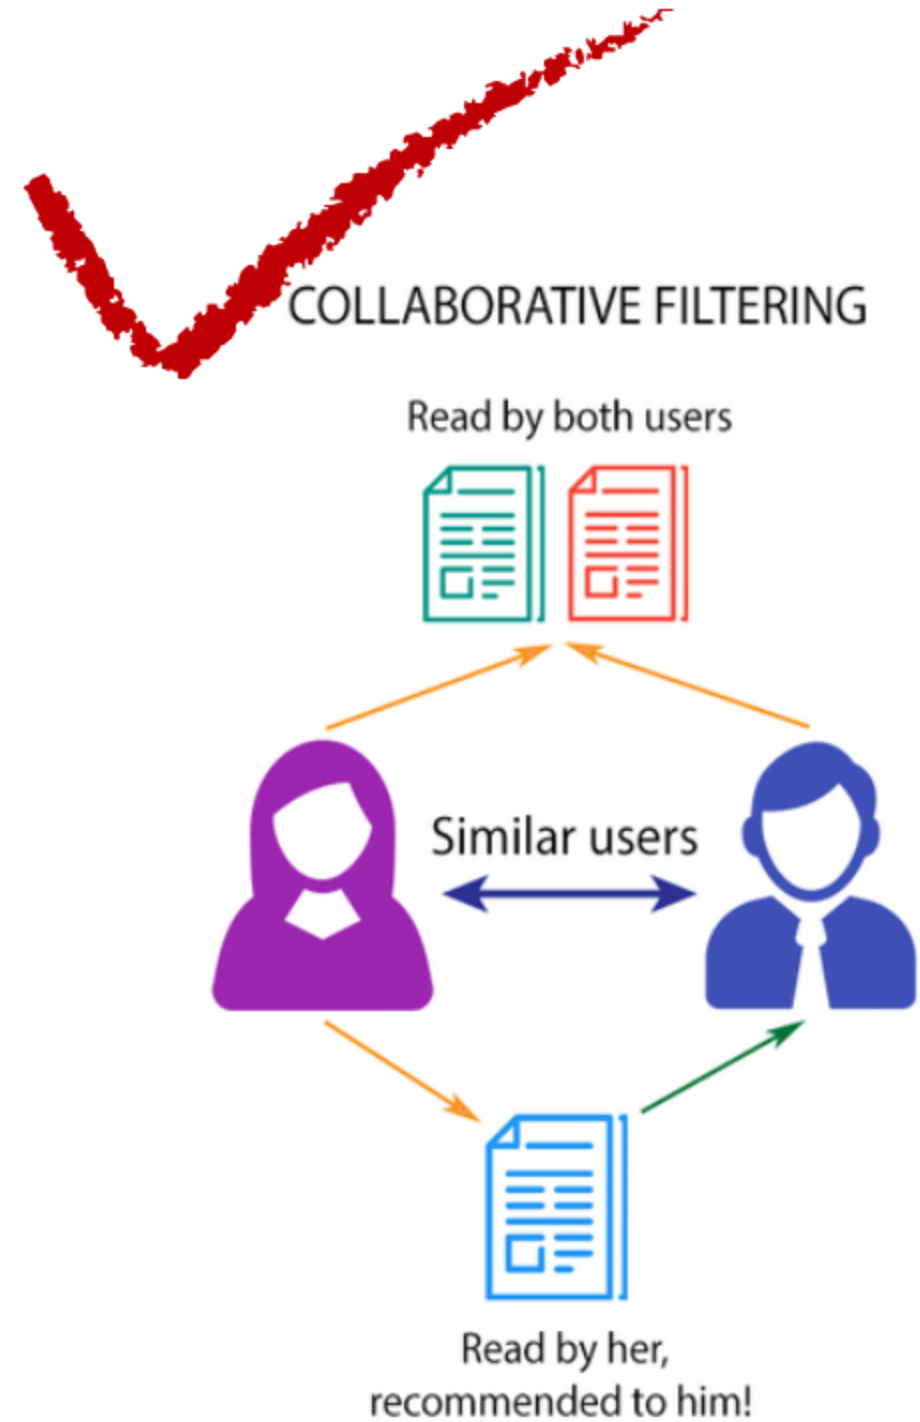 COLLABORATIVE FILTERING
Read by both users
Similar users
Read by her,
recommended to him!